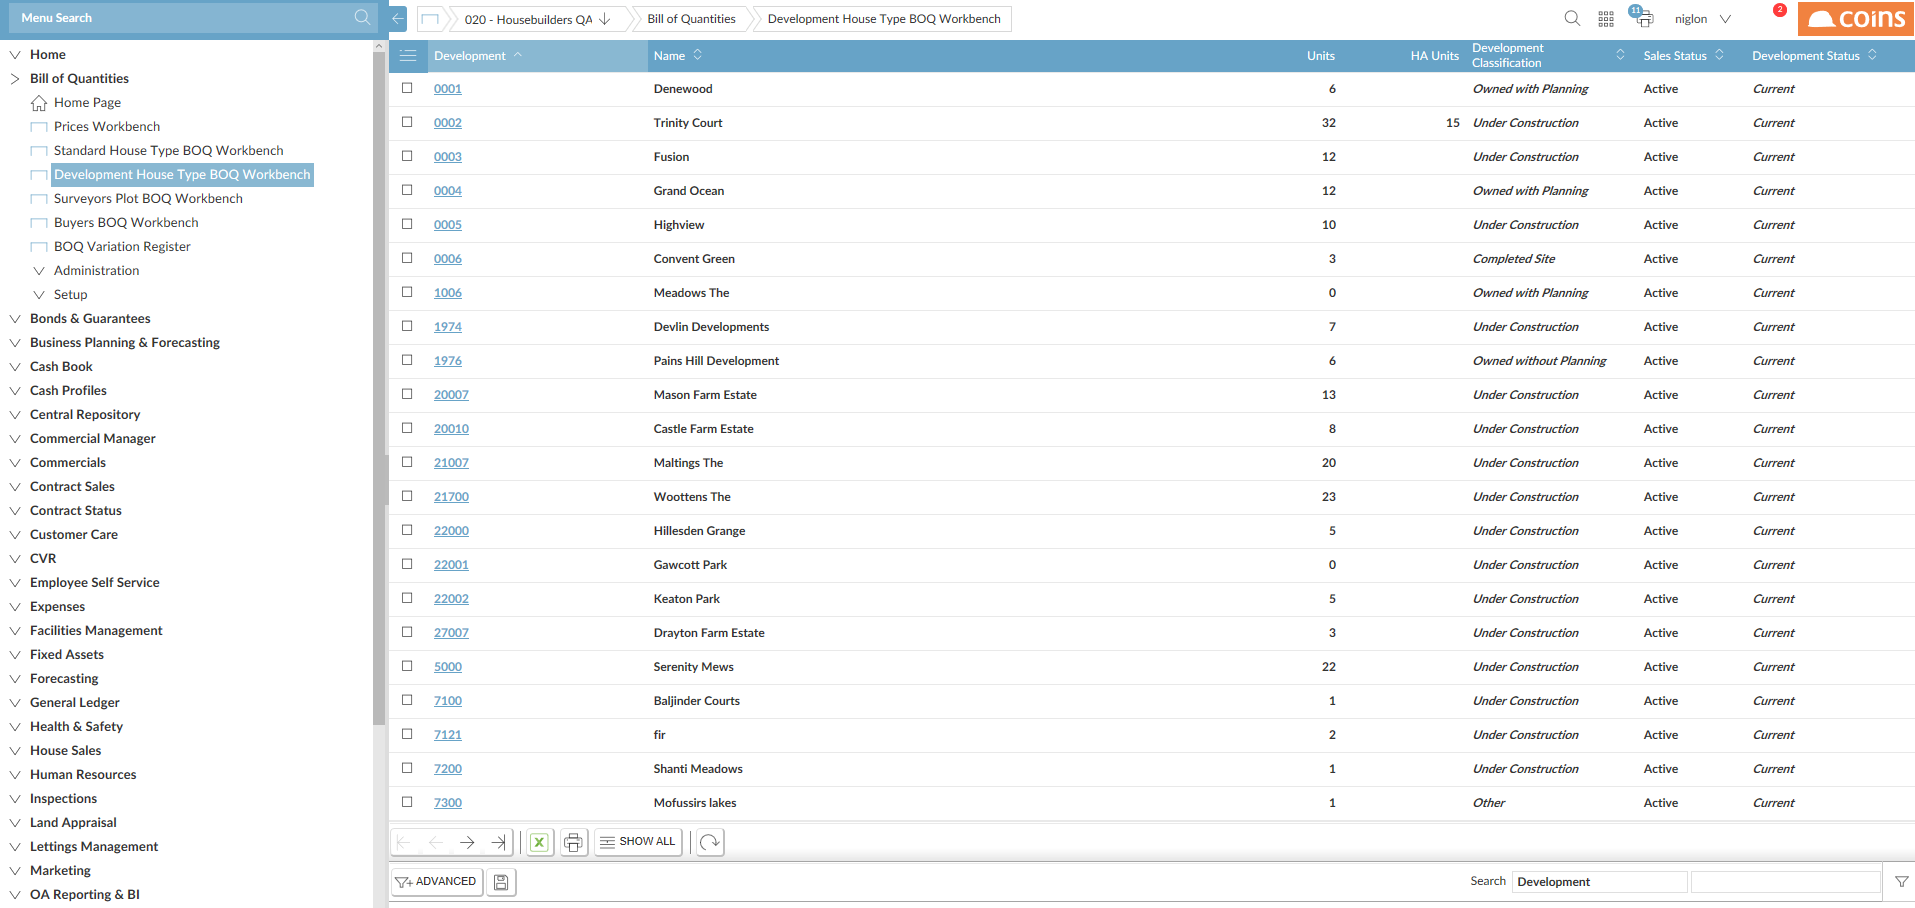 Menu Search
020 - Housebuilders QA
Bill of Quantities
Development House Type BOQ Workbench
11
niglon
2
coins
Home
Bill of Quantities
Home Page
Prices Workbench
Standard House Type BOQ Workbench
Development House Type BOQ Workbench
Surveyors Plot BOQ Workbench
Buyers BOQ Workbench
BOQ Variation Register
Administration
Setup
Bonds & Guarantees
Business Planning & Forecasting
Cash Book
Cash Profiles
Central Repository
Commercial Manager
Commercials
Contract Sales
Contract Status
Customer Care
CVR
Employee Self Service
Expenses
Facilities Management
Fixed Assets
Forecasting
General Ledger
Health & Safety
House Sales
Human Resources
Inspections
Land Appraisal
Lettings Management
Marketing
OA Reporting & BI
Development Name Units HA Units Development Classification Sales Status Development Status
0001 Denewood 6 Owned with Planning Active Current
0002 Trinity Court 32 15 Under Construction Active Current
0003 Fusion 12 Under Construction Active Current
0004 Grand Ocean 12 Owned with Planning Active Current
0005 Highview 10 Under Construction Active Current
0006 Convent Green 3 Completed Site Active Current
1006 Meadows The 0 Owned with Planning Active Current
1974 Devlin Developments 7 Under Construction Active Current
1976 Pains Hill Development 6 Owned without Planning Active Current
20007 Mason Farm Estate 13 Under Construction Active Current
20010 Castle Farm Estate 8 Under Construction Active Current
21007 Maltings The 20 Under Construction Active Current
21700 Woottens The 23 Under Construction Active Current
22000 Hillesden Grange 5 Under Construction Active Current
22001 Gawcott Park 0 Under Construction Active Current
22002 Keaton Park 5 Under Construction Active Current
27007 Drayton Farm Estate 3 Under Construction Active Current
5000 Serenity Mews 22 Under Construction Active Current
7100 Baljinder Courts 1 Under Construction Active Current
7121 fir 2 Under Construction Active Current
7200 Shanti Meadows 1 Under Construction Active Current
7300 Mofussirs lakes 1 Other Active Current
SHOW ALL
ADVANCED
Search Development